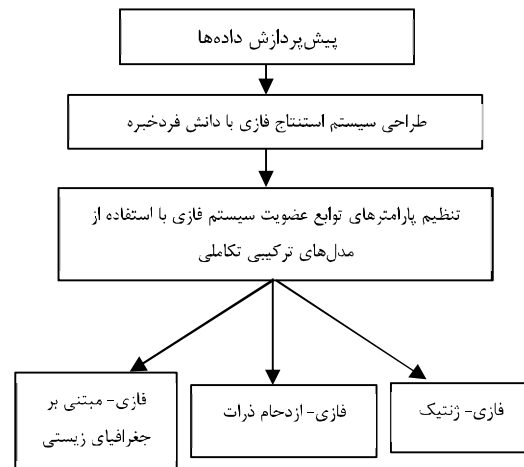 پیش‌پردازش داده‌ها
طراحی سیستم استنتاج فازی با دانش فردخبره
تنظیم پارامترهای توابع عضویت سیستم فازی با استفاده از
مدل‌های ترکیبی تکاملی
فازی- ژنتیک
فازی- ازدحام ذرات
فازی- مبتنی بر
جغرافیای زیستی